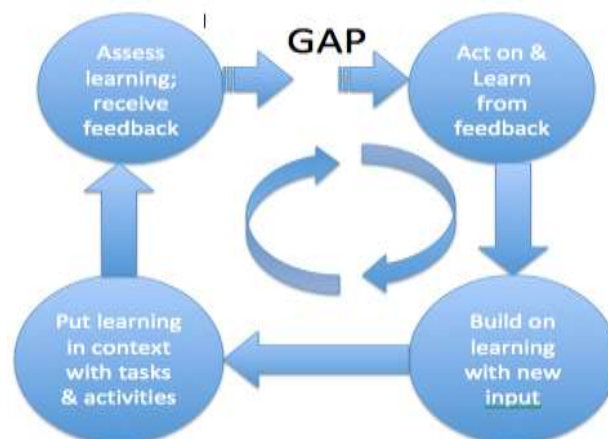 Assess
learning;
receive
feedback
GAP
Act on &
Learn
from
feedback
Build on
learning
with new
input
Put learning
in context
with tasks
& activities